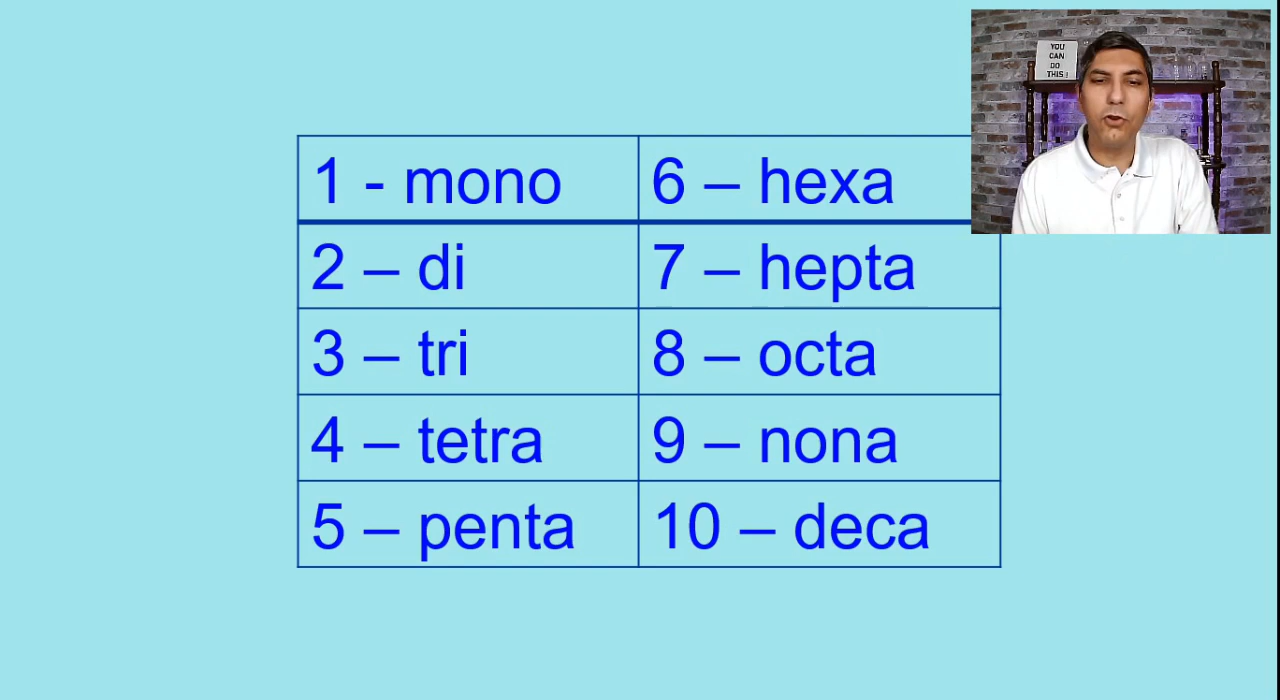 1 - mono
6 – hexa
2 – di
7 – hepta
3 – tri
8 – octa
4 – tetra
9 – nona
5 – penta
10 – deca
YOU
CAN
DO
THIS !